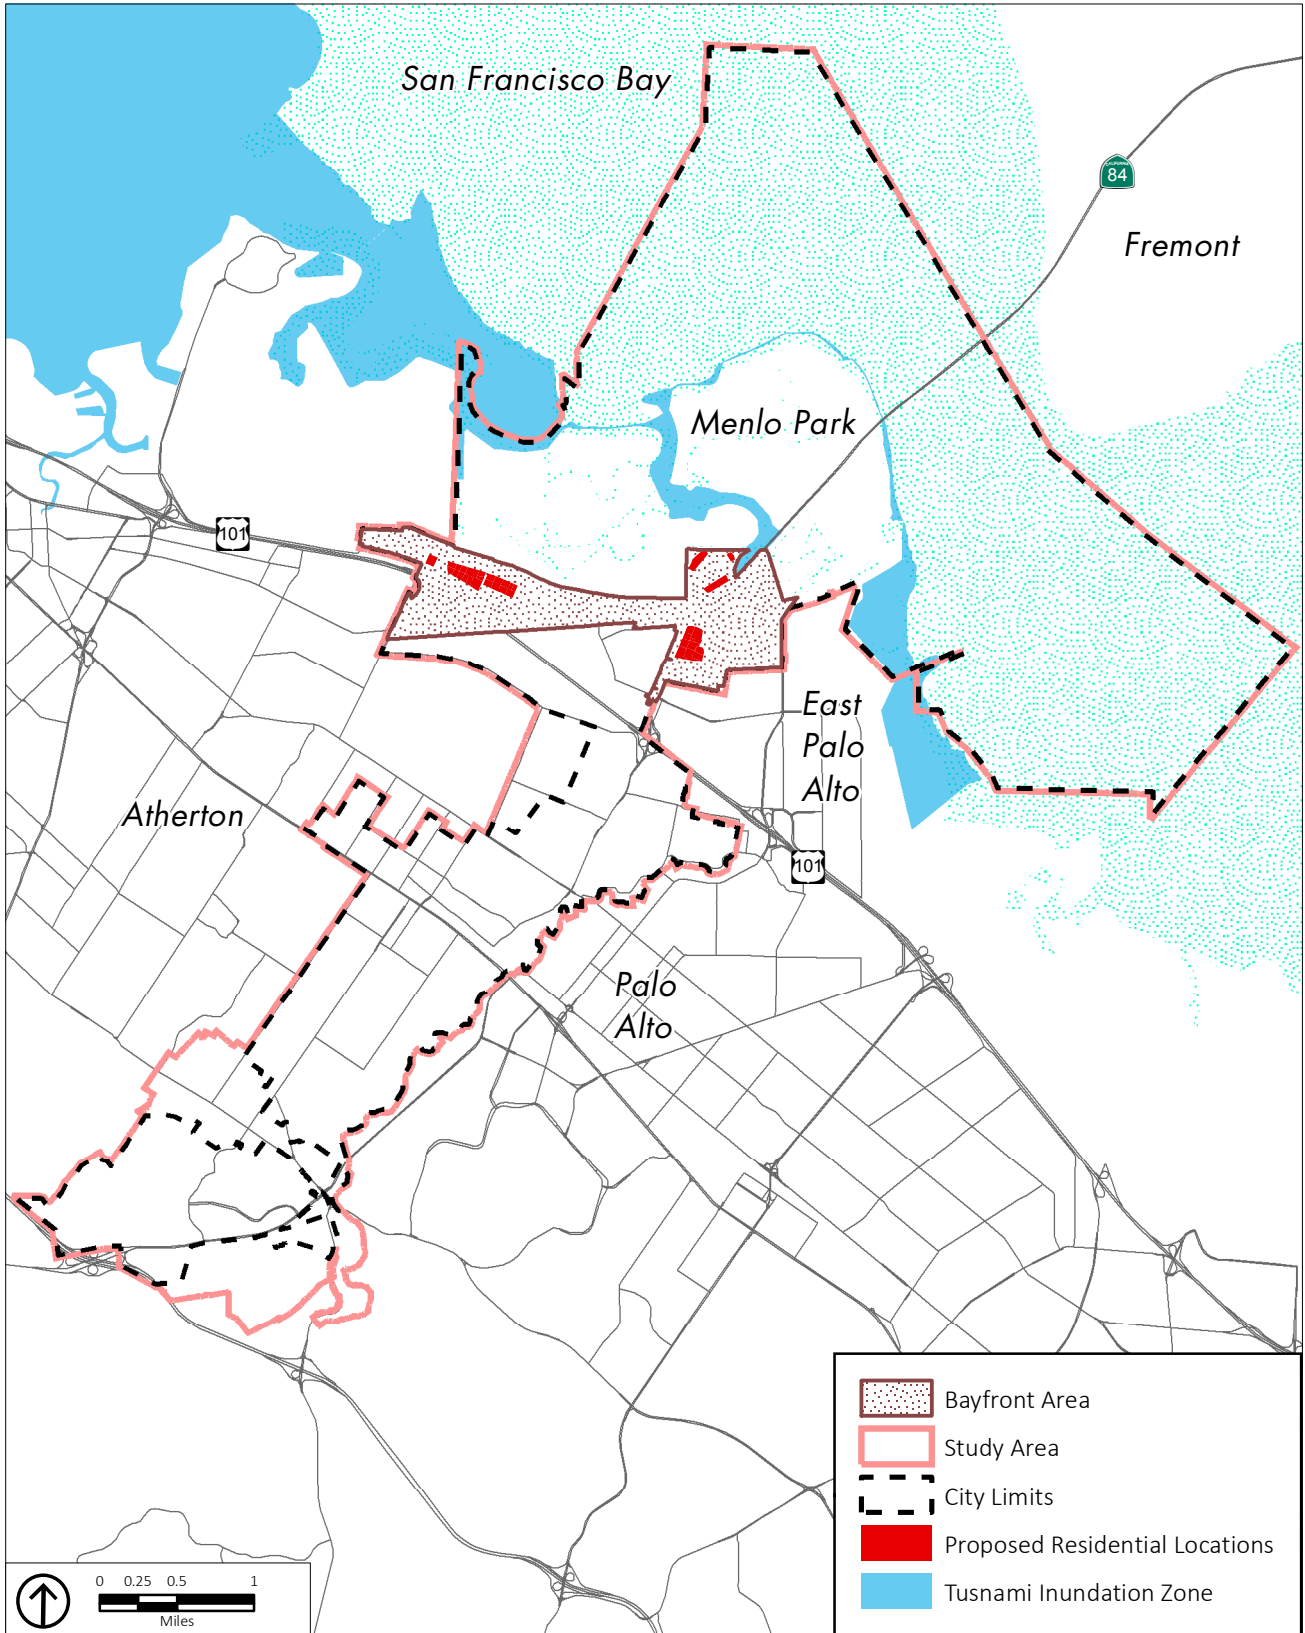 San Francisco Bay
CALIFORNIA
84
Fremont
Menlo Park
101
East
Palo
Alto
Atherton
101
Palo
Alto
Bayfront Area
Study Area
City Limits
Proposed Residential Locations
Tusnami Inundation Zone
0 0.25 0.5 1
Miles